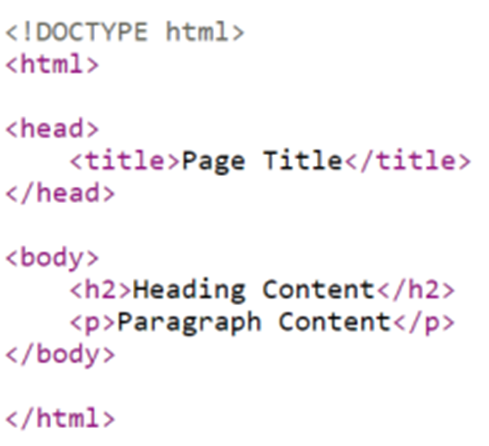 <!DOCTYPE html>
<html>
<head>
<title>Page Title</title>
</head>
<body>
<h2>Heading Content</h2>
<p>Paragraph Content</p>
</body>
</html>